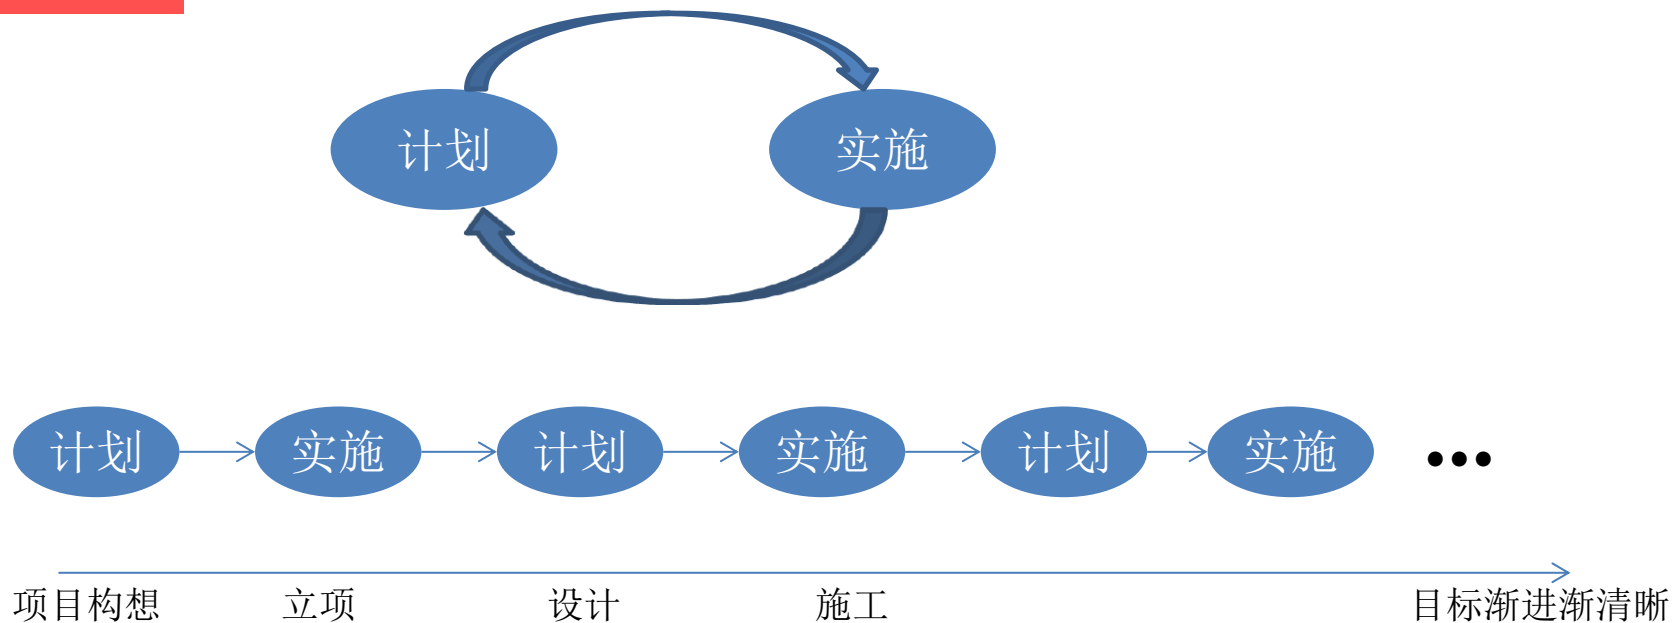 计划 实施
计划 实施 计划 实施 计划 实施 •••
项目构想 立项 设计 施工 目标渐进渐清晰